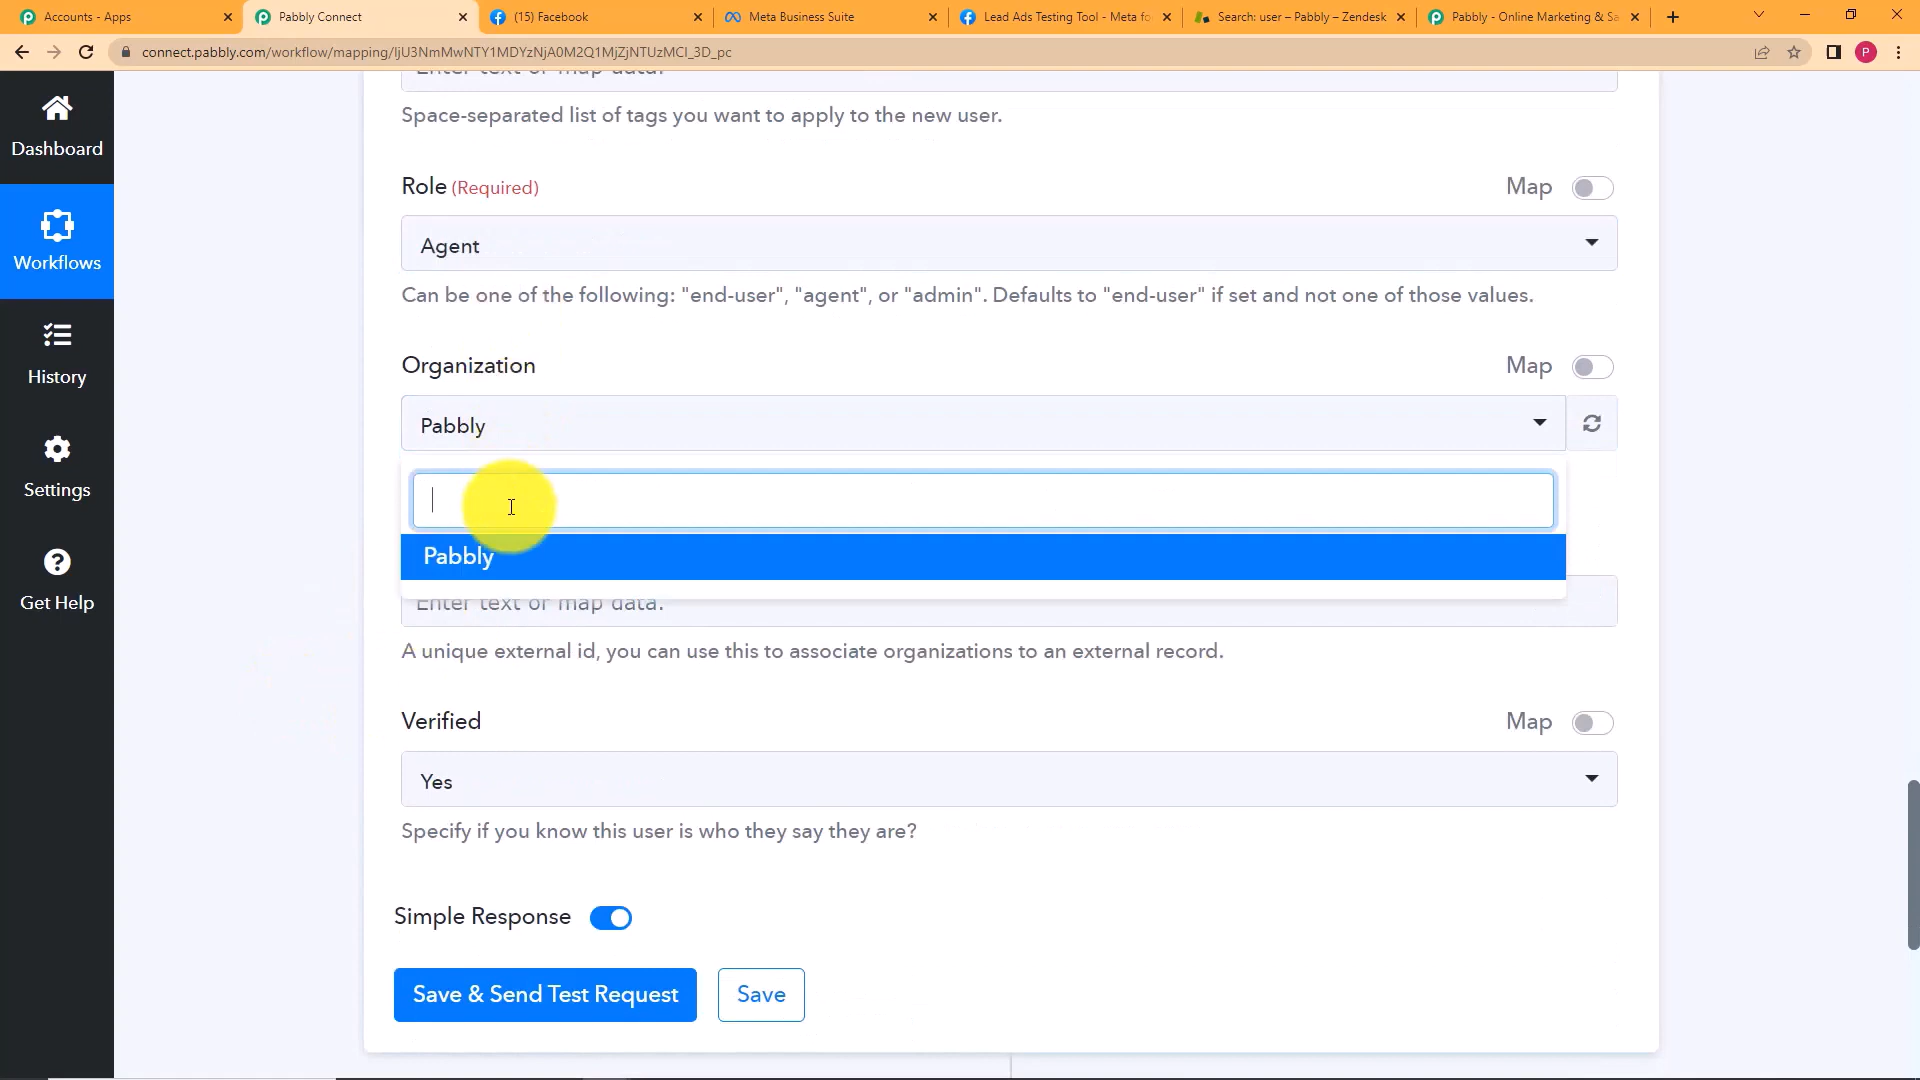 Accounts - Apps
Pabbly Connect
(15) Facebook
Meta Business Suite
Lead Ads Testing Tool - Meta fo
Search: user – Pabbly – Zendesk
Pabbly - Online Marketing & Sa
connect.pabbly.com/workflow/mapping/IjU3NmMwNTY1MDYzNjA0M2Q1MjZjNTUzMCI_3D_pc
P
Enter text or map data.
Space-separated list of tags you want to apply to the new user.
Dashboard
Workflows
History
Settings
Get Help
Role (Required)
Map
Agent
Can be one of the following: "end-user", "agent", or "admin". Defaults to "end-user" if set and not one of those values.
Organization
Map
Pabbly
Pabbly
Enter text or map data.
A unique external id, you can use this to associate organizations to an external record.
Verified
Map
Yes
Specify if you know this user is who they say they are?
Simple Response
Save & Send Test Request
Save